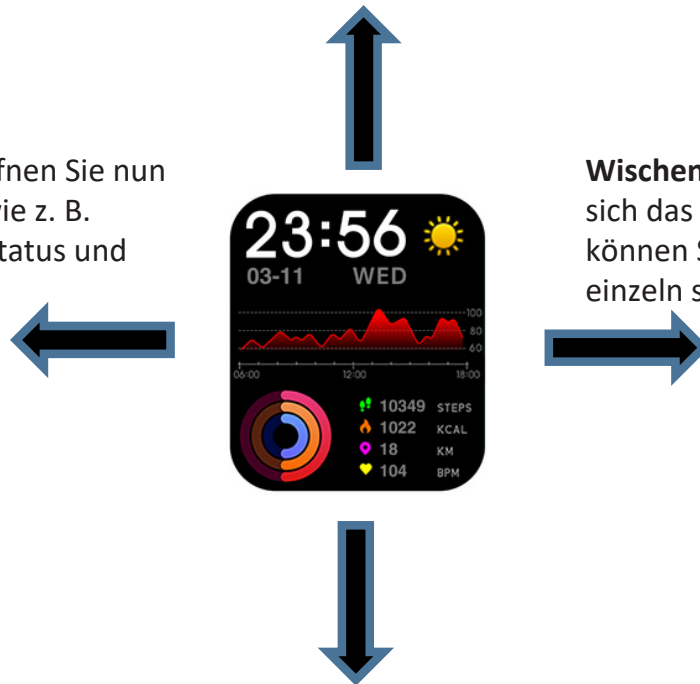 fnen Sie nun
z. B.
tatus und
Wischen
sich das
können S
einzeln s
23:56
03-11 WED
100
80
60
06:00 12:00 18:00
10349 STEPS
1022 KCAL
18 KM
104 BPM